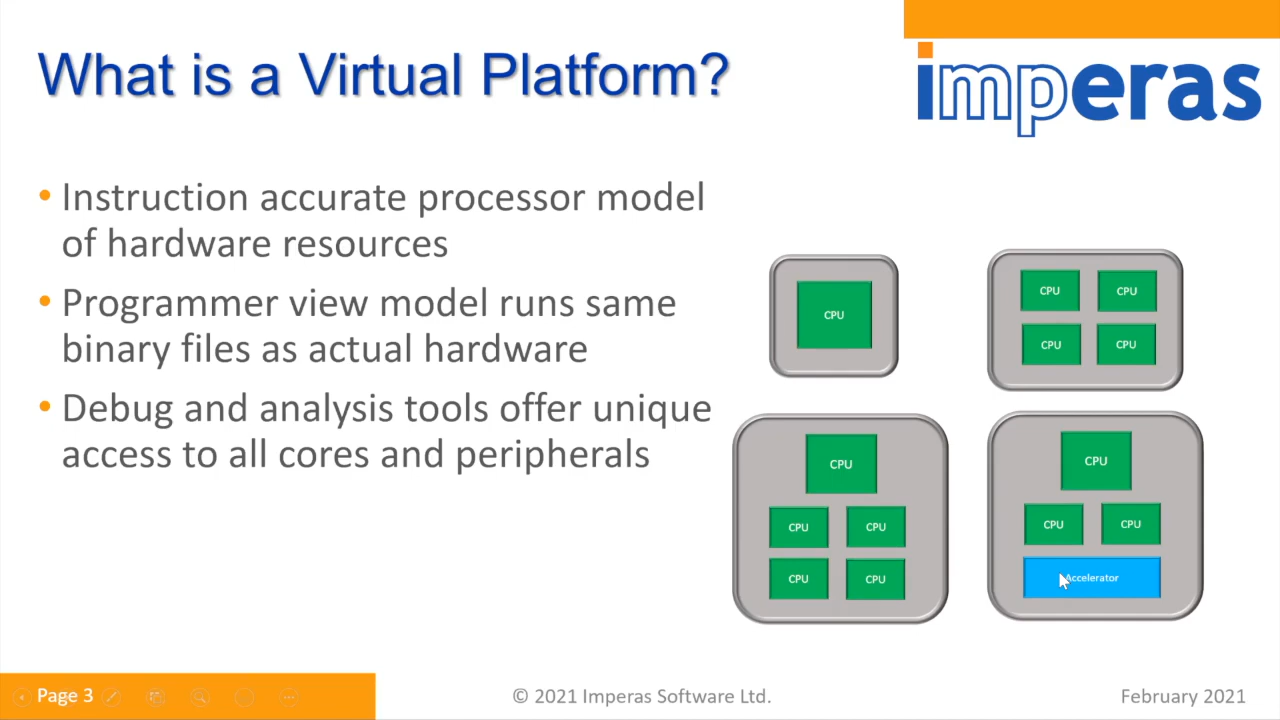 What is a Virtual Platform?
imperas
• Instruction accurate processor model
of hardware resources
• Programmer view model runs same
binary files as actual hardware
• Debug and analysis tools offer unique
access to all cores and peripherals
CPU
CPU CPU
CPU CPU
CPU
CPU CPU
CPU CPU
CPU
CPU CPU
Accelerator
Page 3
© 2021 Imperas Software Ltd.
February 2021